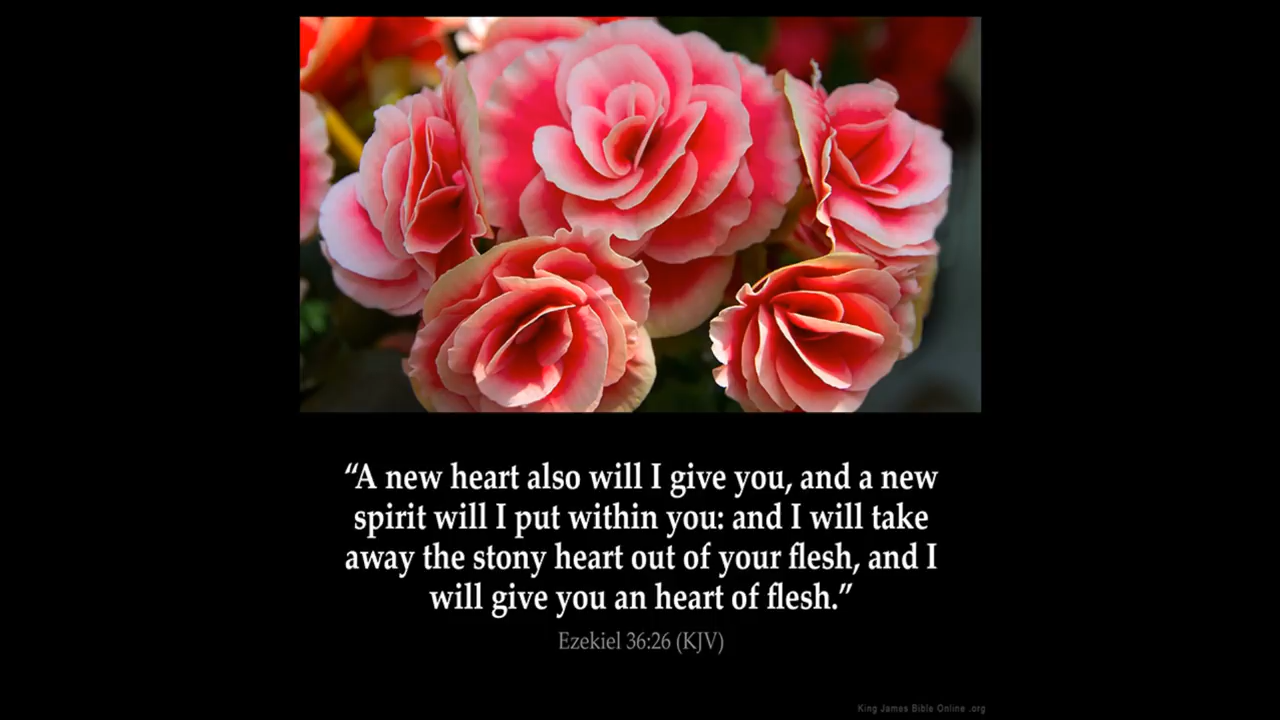 “A new heart also will I give you, and a new
spirit will I put within you: and I will take
away the stony heart out of your flesh, and I
will give you an heart of flesh.”
Ezekiel 36:26 (KJV)
King James Bible Online .org